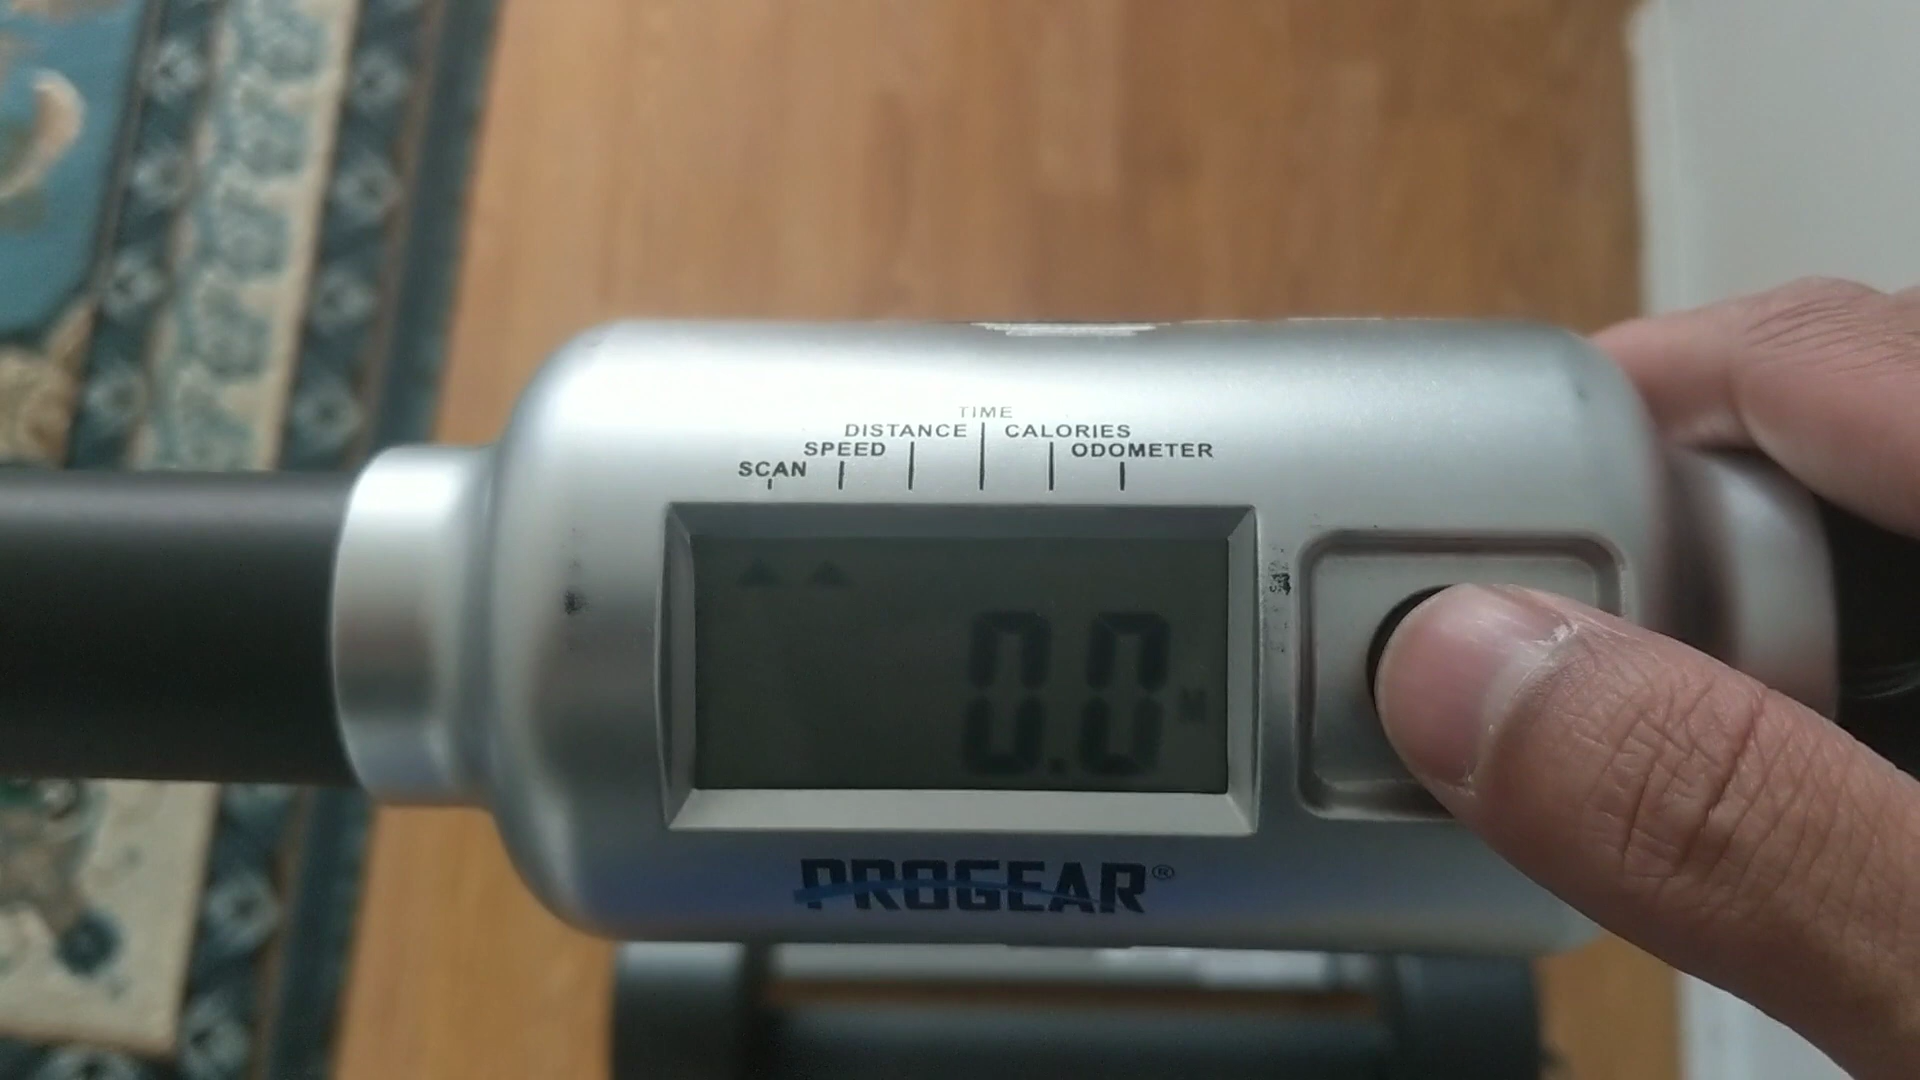 TIME
DISTANCE CALORIES
SPEED ODOMETER
SCAN
0.0 M
PROGEAR®